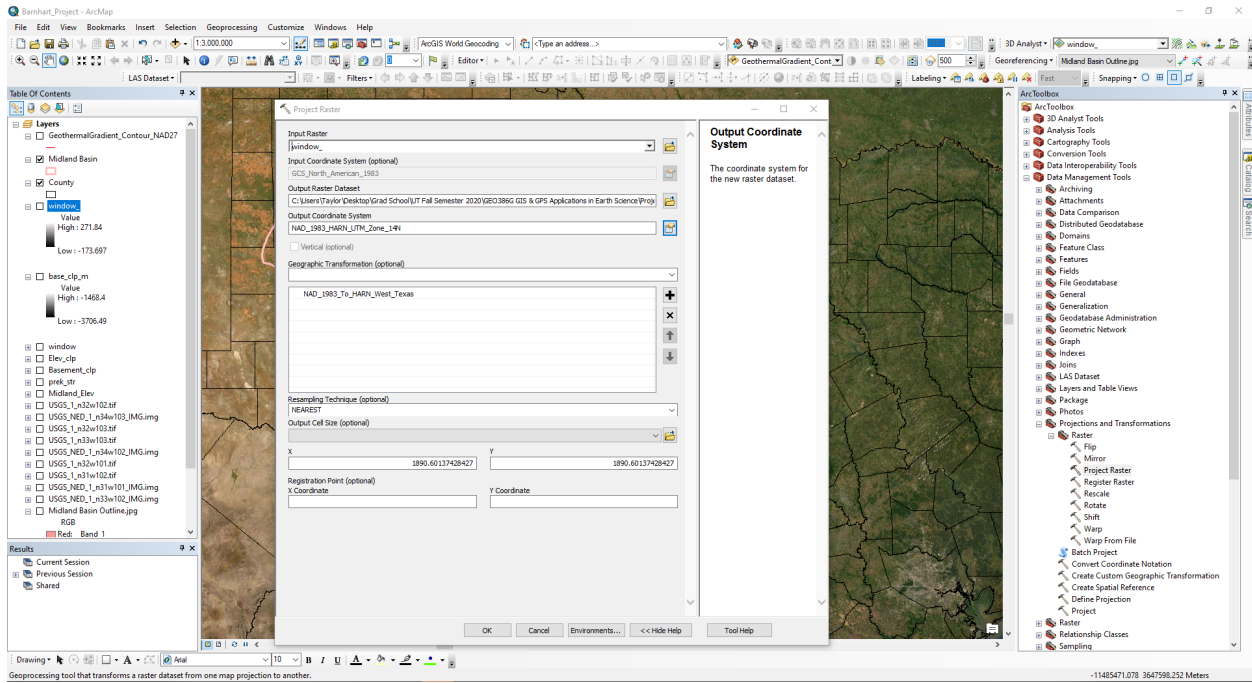 Barnhart_Project - ArcMap
File Edit View Bookmarks Insert Selection Geoprocessing Customize Windows Help
1:3,000,000
ArcGIS World Geocoding
<Type an address...>
3D Analyst
window_
Editor
GeothermalGradient_Cont
500
Georeferencing
Midland Basin Outline.jpg
LAS Dataset
Filters
Labeling
Fast
Snapping
Table Of Contents
Layers
GeothermalGradient_Contour_NAD27
Midland Basin
County
window_
Value
High : 271.84
Low : -173.697
base_clp_m
Value
High : -1468.4
Low : -3706.49
window
Elev_clp
Basement_clp
prek_str
Midland_Elev
USGS_1_n32w102.tif
USGS_NED_1_n34w103_IMG.img
USGS_1_n32w103.tif
USGS_1_n33w103.tif
USGS_NED_1_n34w102_IMG.img
USGS_1_n32w101.tif
USGS_1_n31w102.tif
USGS_NED_1_n31w101_IMG.img
USGS_NED_1_n33w102_IMG.img
Midland Basin Outline.jpg
RGB
Red: Band_1
Results
Current Session
Previous Session
Shared
Project Raster
Input Raster
window_
Input Coordinate System (optional)
GCS_North_American_1983
Output Raster Dataset
C:\Users\Taylor\Desktop\Grad School\UT Fall Semester 2020\GEO386G GIS & GPS Applications in Earth Science\Proje
Output Coordinate System
NAD_1983_HARN_UTM_Zone_14N
Vertical (optional)
Geographic Transformation (optional)
NAD_1983_To_HARN_West_Texas
Resampling Technique (optional)
NEAREST
Output Cell Size (optional)
X
Y
1890.60137428427
1890.60137428427
Registration Point (optional)
X Coordinate
Y Coordinate
OK
Cancel
Environments...
<< Hide Help
Tool Help
Output Coordinate
System
The coordinate system for
the new raster dataset.
ArcToolbox
ArcToolbox
3D Analyst Tools
Analysis Tools
Cartography Tools
Conversion Tools
Data Interoperability Tools
Data Management Tools
Archiving
Attachments
Data Comparison
Distributed Geodatabase
Domains
Feature Class
Features
Fields
File Geodatabase
General
Generalization
Geodatabase Administration
Geometric Network
Graph
Indexes
Joins
LAS Dataset
Layers and Table Views
Package
Photos
Projections and Transformations
Raster
Flip
Mirror
Project Raster
Register Raster
Rescale
Rotate
Shift
Warp
Warp From File
Batch Project
Convert Coordinate Notation
Create Custom Geographic Transformation
Create Spatial Reference
Define Projection
Project
Raster
Relationship Classes
Sampling
Attributes
Catalog
Search
Drawing
A
Arial
10
B I U A
Geoprocessing tool that transforms a raster dataset from one map projection to another.
-11485471.078 3647598.252 Meters